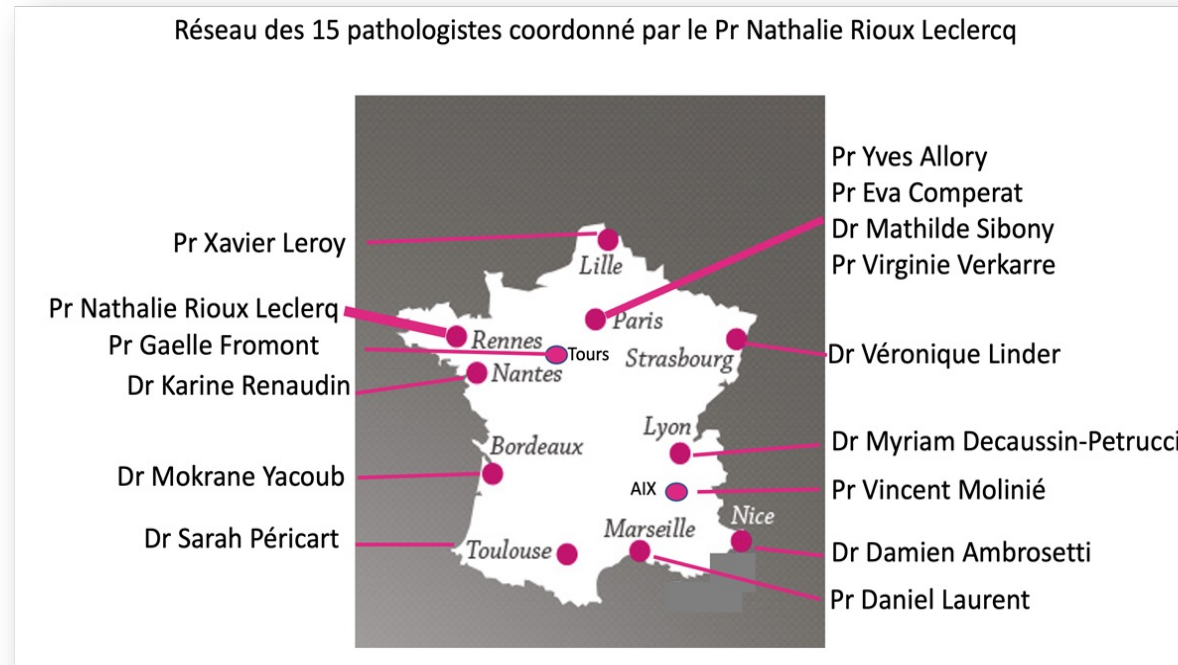 Réseau des 15 pathologistes coordonné par le Pr Nathalie Rioux Leclercq
Pr Yves Allory
Pr Eva Comperat
Dr Mathilde Sibony
Pr Virginie Verkarre
Pr Xavier Leroy
Lille
Pr Nathalie Rioux Leclerq
Paris
Rennes
Pr Gaelle Fromont
Tours
Strasbourg
Dr Véronique Linder
Nantes
Dr Karine Renaudin
Lyon
Dr Myriam Decaussin-Petrucci
Bordeaux
Dr Mokrane Yacoub
AIX
Pr Vincent Molinié
Nice
Marseille
Dr Sarah Péricart
Toulouse
Dr Damien Ambrosetti
Pr Daniel Laurent